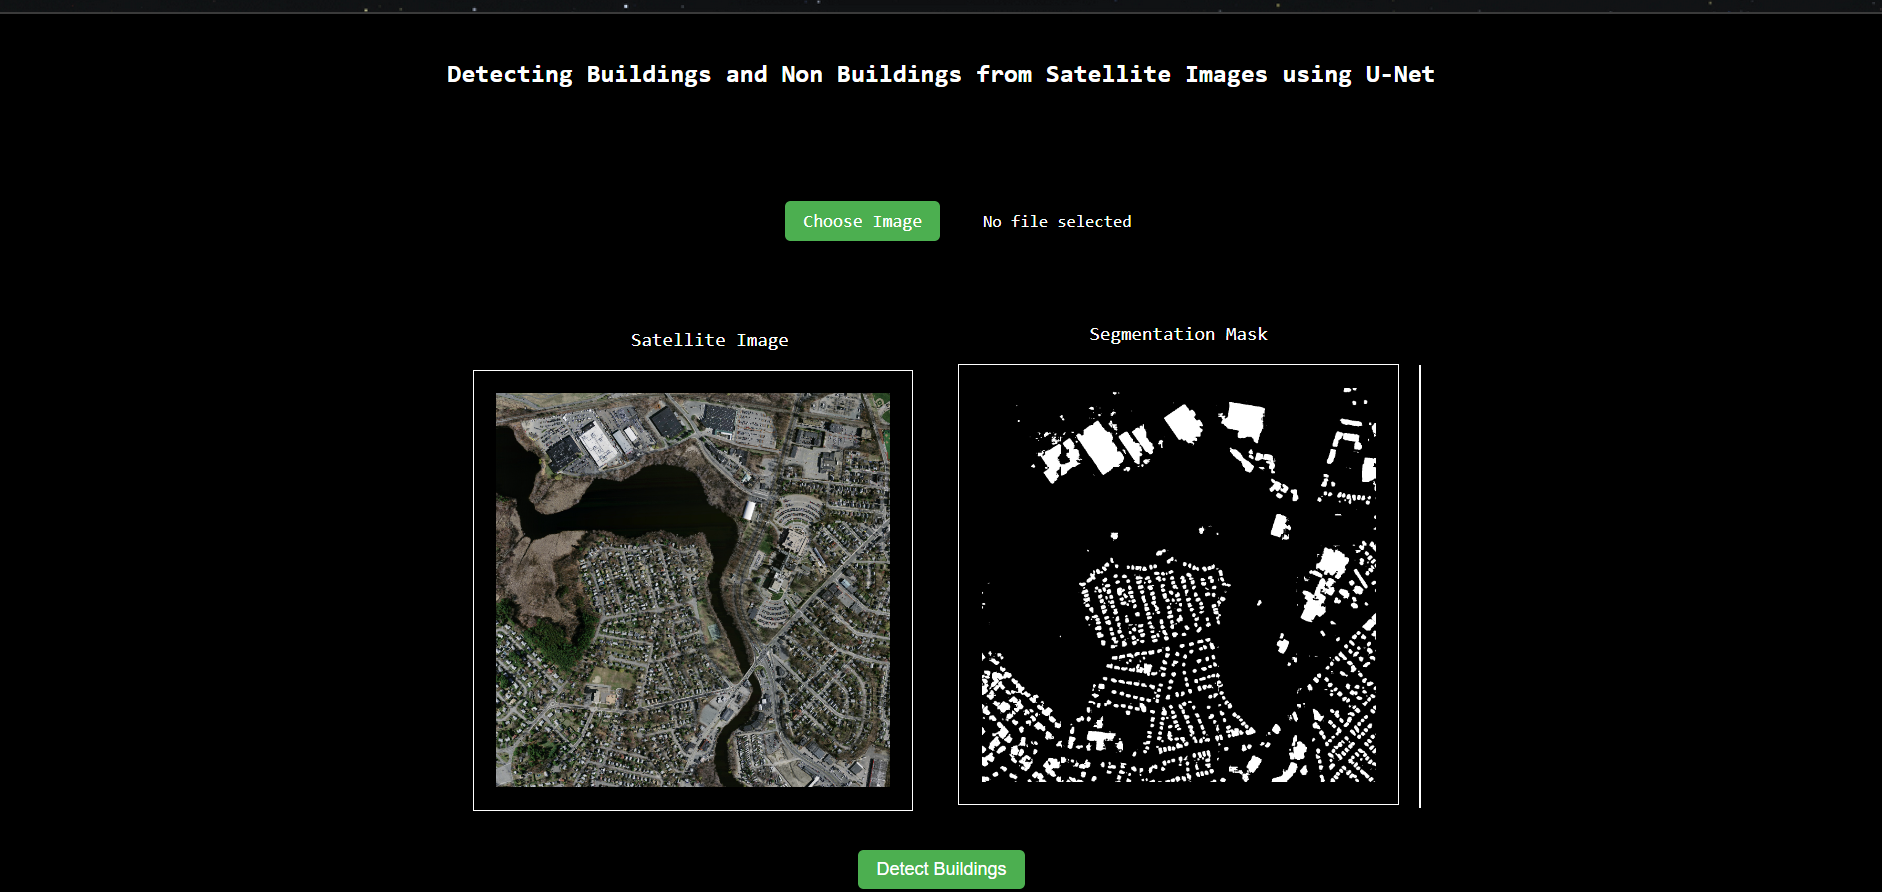 Detecting Buildings and Non Buildings from Satellite Images using U-Net
Choose Image
No file selected
Satellite Image
Segmentation Mask
Detect Buildings